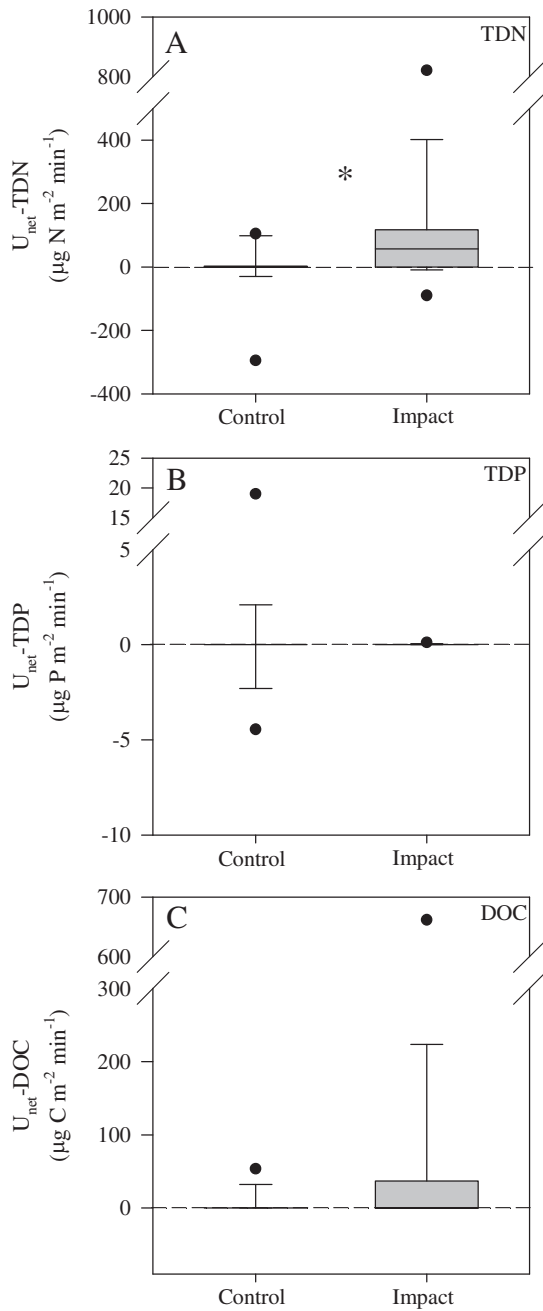 A
TDN
1000
800
400
200
0
-200
-400
U_net-TDN
(µg N m⁻² min⁻¹)
*
Control
Impact
B
TDP
25
20
15
5
0
-5
-10
U_net-TDP
(µg P m⁻² min⁻¹)
Control
Impact
C
DOC
700
600
300
200
100
0
U_net-DOC
(µg C m⁻² min⁻¹)
Control
Impact